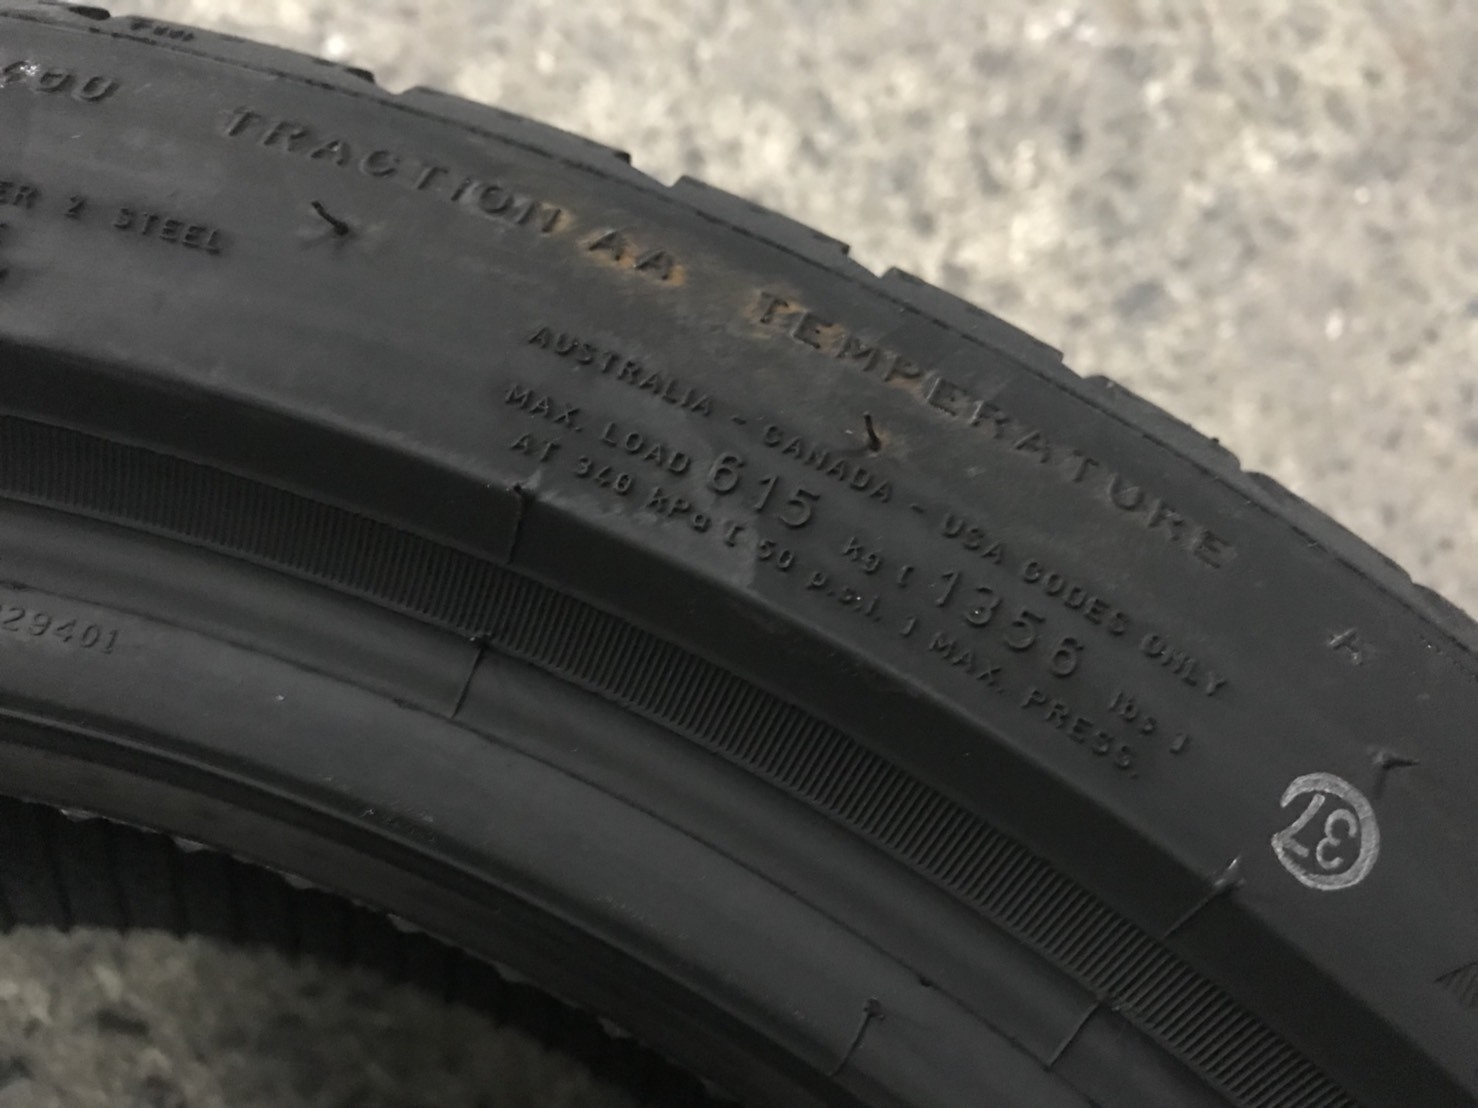 400 TRACTION AA TEMPERATURE A
2 STEEL
AUSTRALIA - CANADA - USA CODES ONLY
MAX. LOAD 615 kg [ 1356 lbs ]
AT 340 kPa [ 50 p.s.i. ] MAX. PRESS.
29401
37